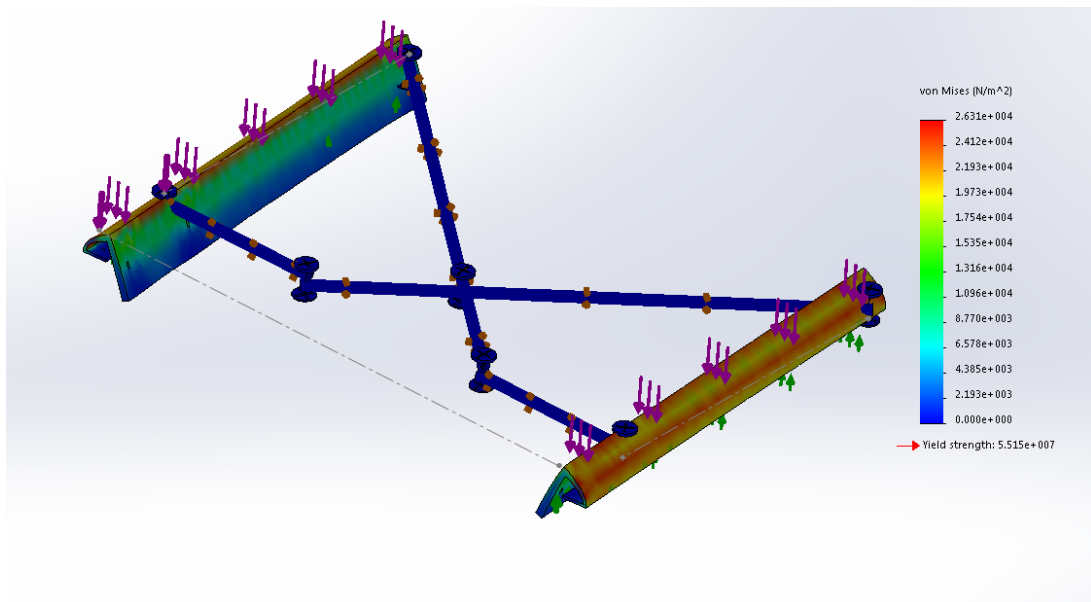 von Mises (N/m^2)
2.631e+004
2.412e+004
2.193e+004
1.973e+004
1.754e+004
1.535e+004
1.316e+004
1.096e+004
8.770e+003
6.578e+003
4.385e+003
2.193e+003
0.000e+000
Yield strength: 5.515e+007